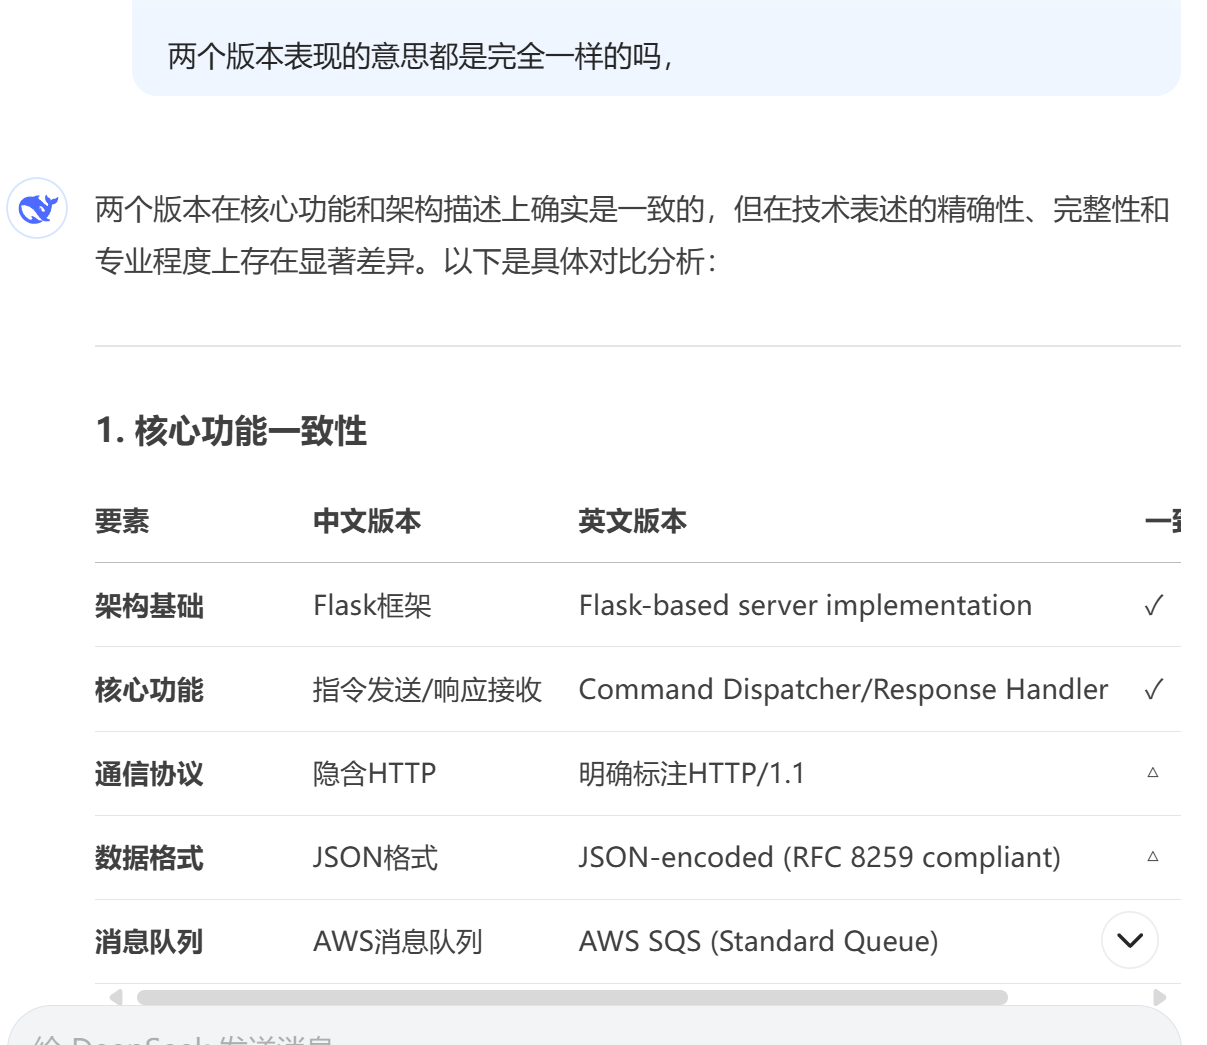 两个版本表现的意思都是完全一样的吗，
两个版本在核心功能和架构描述上确实是一致的，但在技术表述的精确性、完整性和
专业程度上存在显著差异。以下是具体对比分析：
1. 核心功能一致性
要素 中文版本 英文版本 一致
架构基础 Flask框架 Flask-based server implementation ✓
核心功能 指令发送/响应接收 Command Dispatcher/Response Handler ✓
通信协议 隐含HTTP 明确标注HTTP/1.1 △
数据格式 JSON格式 JSON-encoded (RFC 8259 compliant) △
消息队列 AWS消息队列 AWS SQS (Standard Queue)
给 DeepSeek 发送消息